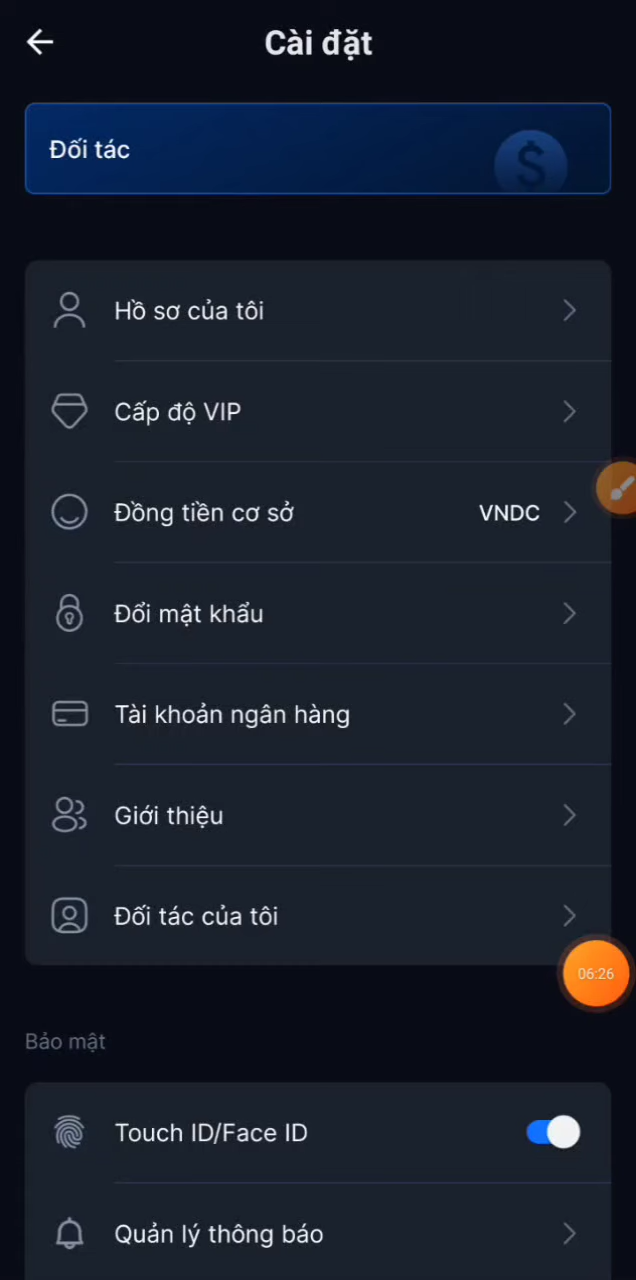 Cài đặt
Đối tác
Hồ sơ của tôi
Cấp độ VIP
Đồng tiền cơ sở VNDC
Đổi mật khẩu
Tài khoản ngân hàng
Giới thiệu
Đối tác của tôi
06:26
Bảo mật
Touch ID/Face ID
Quản lý thông báo